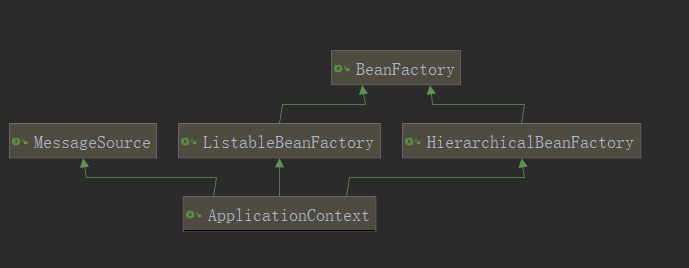 BeanFactory
MessageSource
ListableBeanFactory
HierarchicalBeanFactory
ApplicationContext